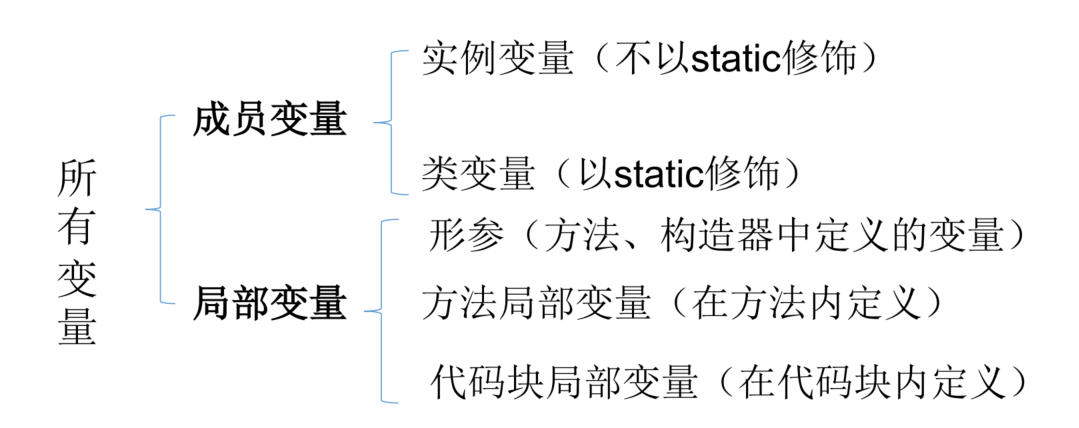 所有变量
成员变量
实例变量（不以static修饰）
类变量（以static修饰）
局部变量
形参（方法、构造器中定义的变量）
方法局部变量（在方法内定义）
代码块局部变量（在代码块内定义）